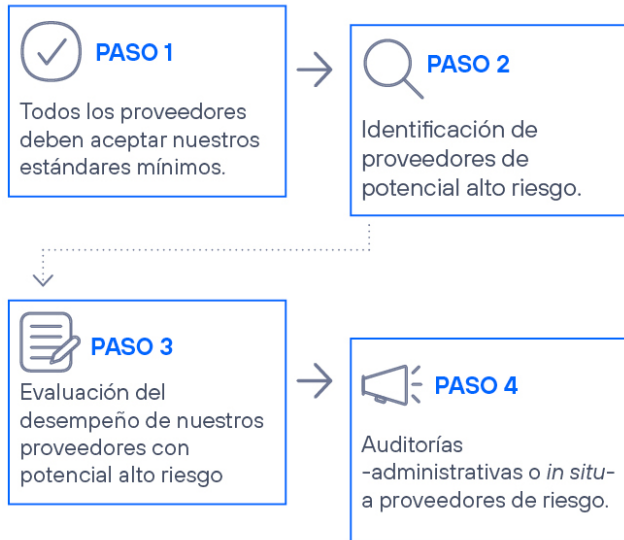 PASO 1
Todos los proveedores
deben aceptar nuestros
estándares mínimos.
PASO 2
Identificación de
proveedores de
potencial alto riesgo.
PASO 3
Evaluación del
desempeño de nuestros
proveedores con
potencial alto riesgo
PASO 4
Auditorías
-administrativas o in situ-
a proveedores de riesgo.